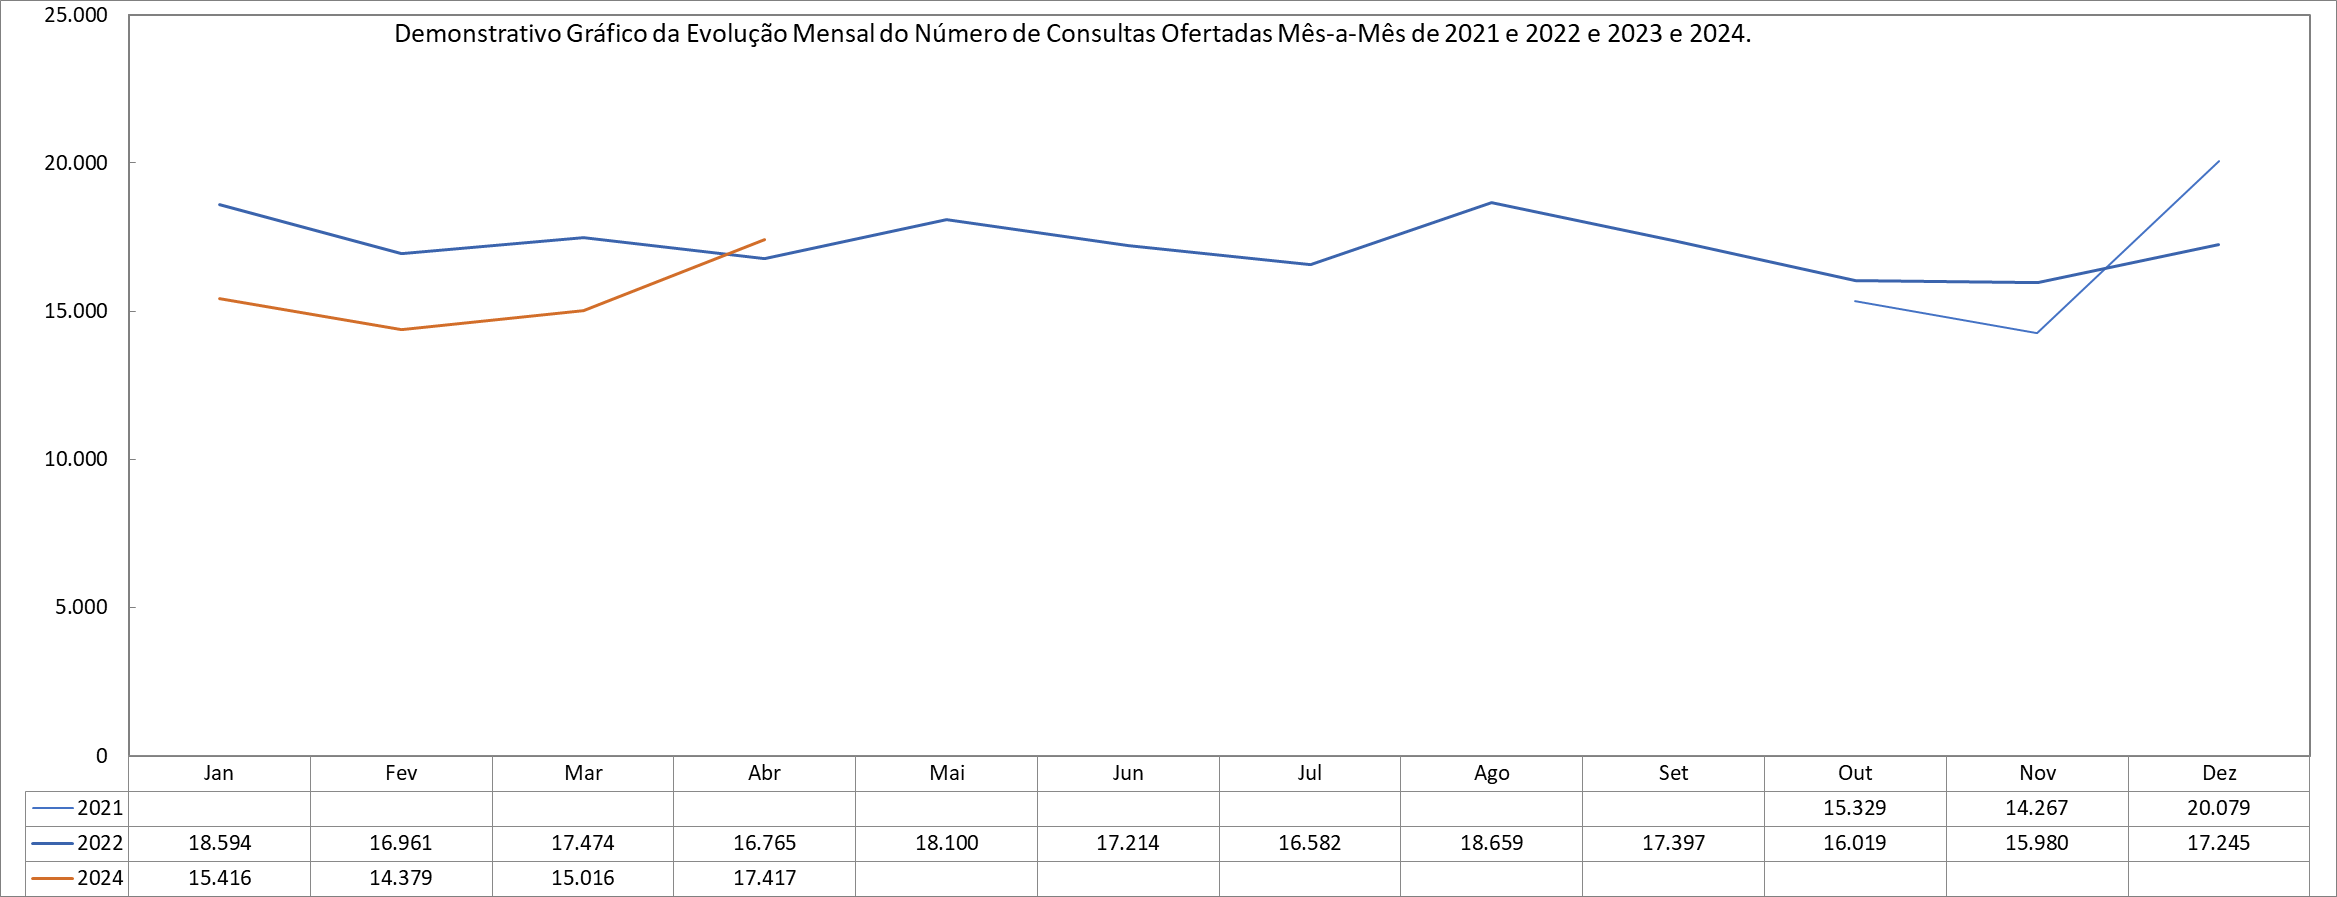 Demonstrativo Gráfico da Evolução Mensal do Número de Consultas Ofertadas Mês-a-Mês de 2021 e 2022 e 2023 e 2024.
25.000
20.000
15.000
10.000
5.000
0
Jan Fev Mar Abr Mai Jun Jul Ago Set Out Nov Dez
2021 15.329 14.267 20.079
2022 18.594 16.961 17.474 16.765 18.100 17.214 16.582 18.659 17.397 16.019 15.980 17.245
2024 15.416 14.379 15.016 17.417